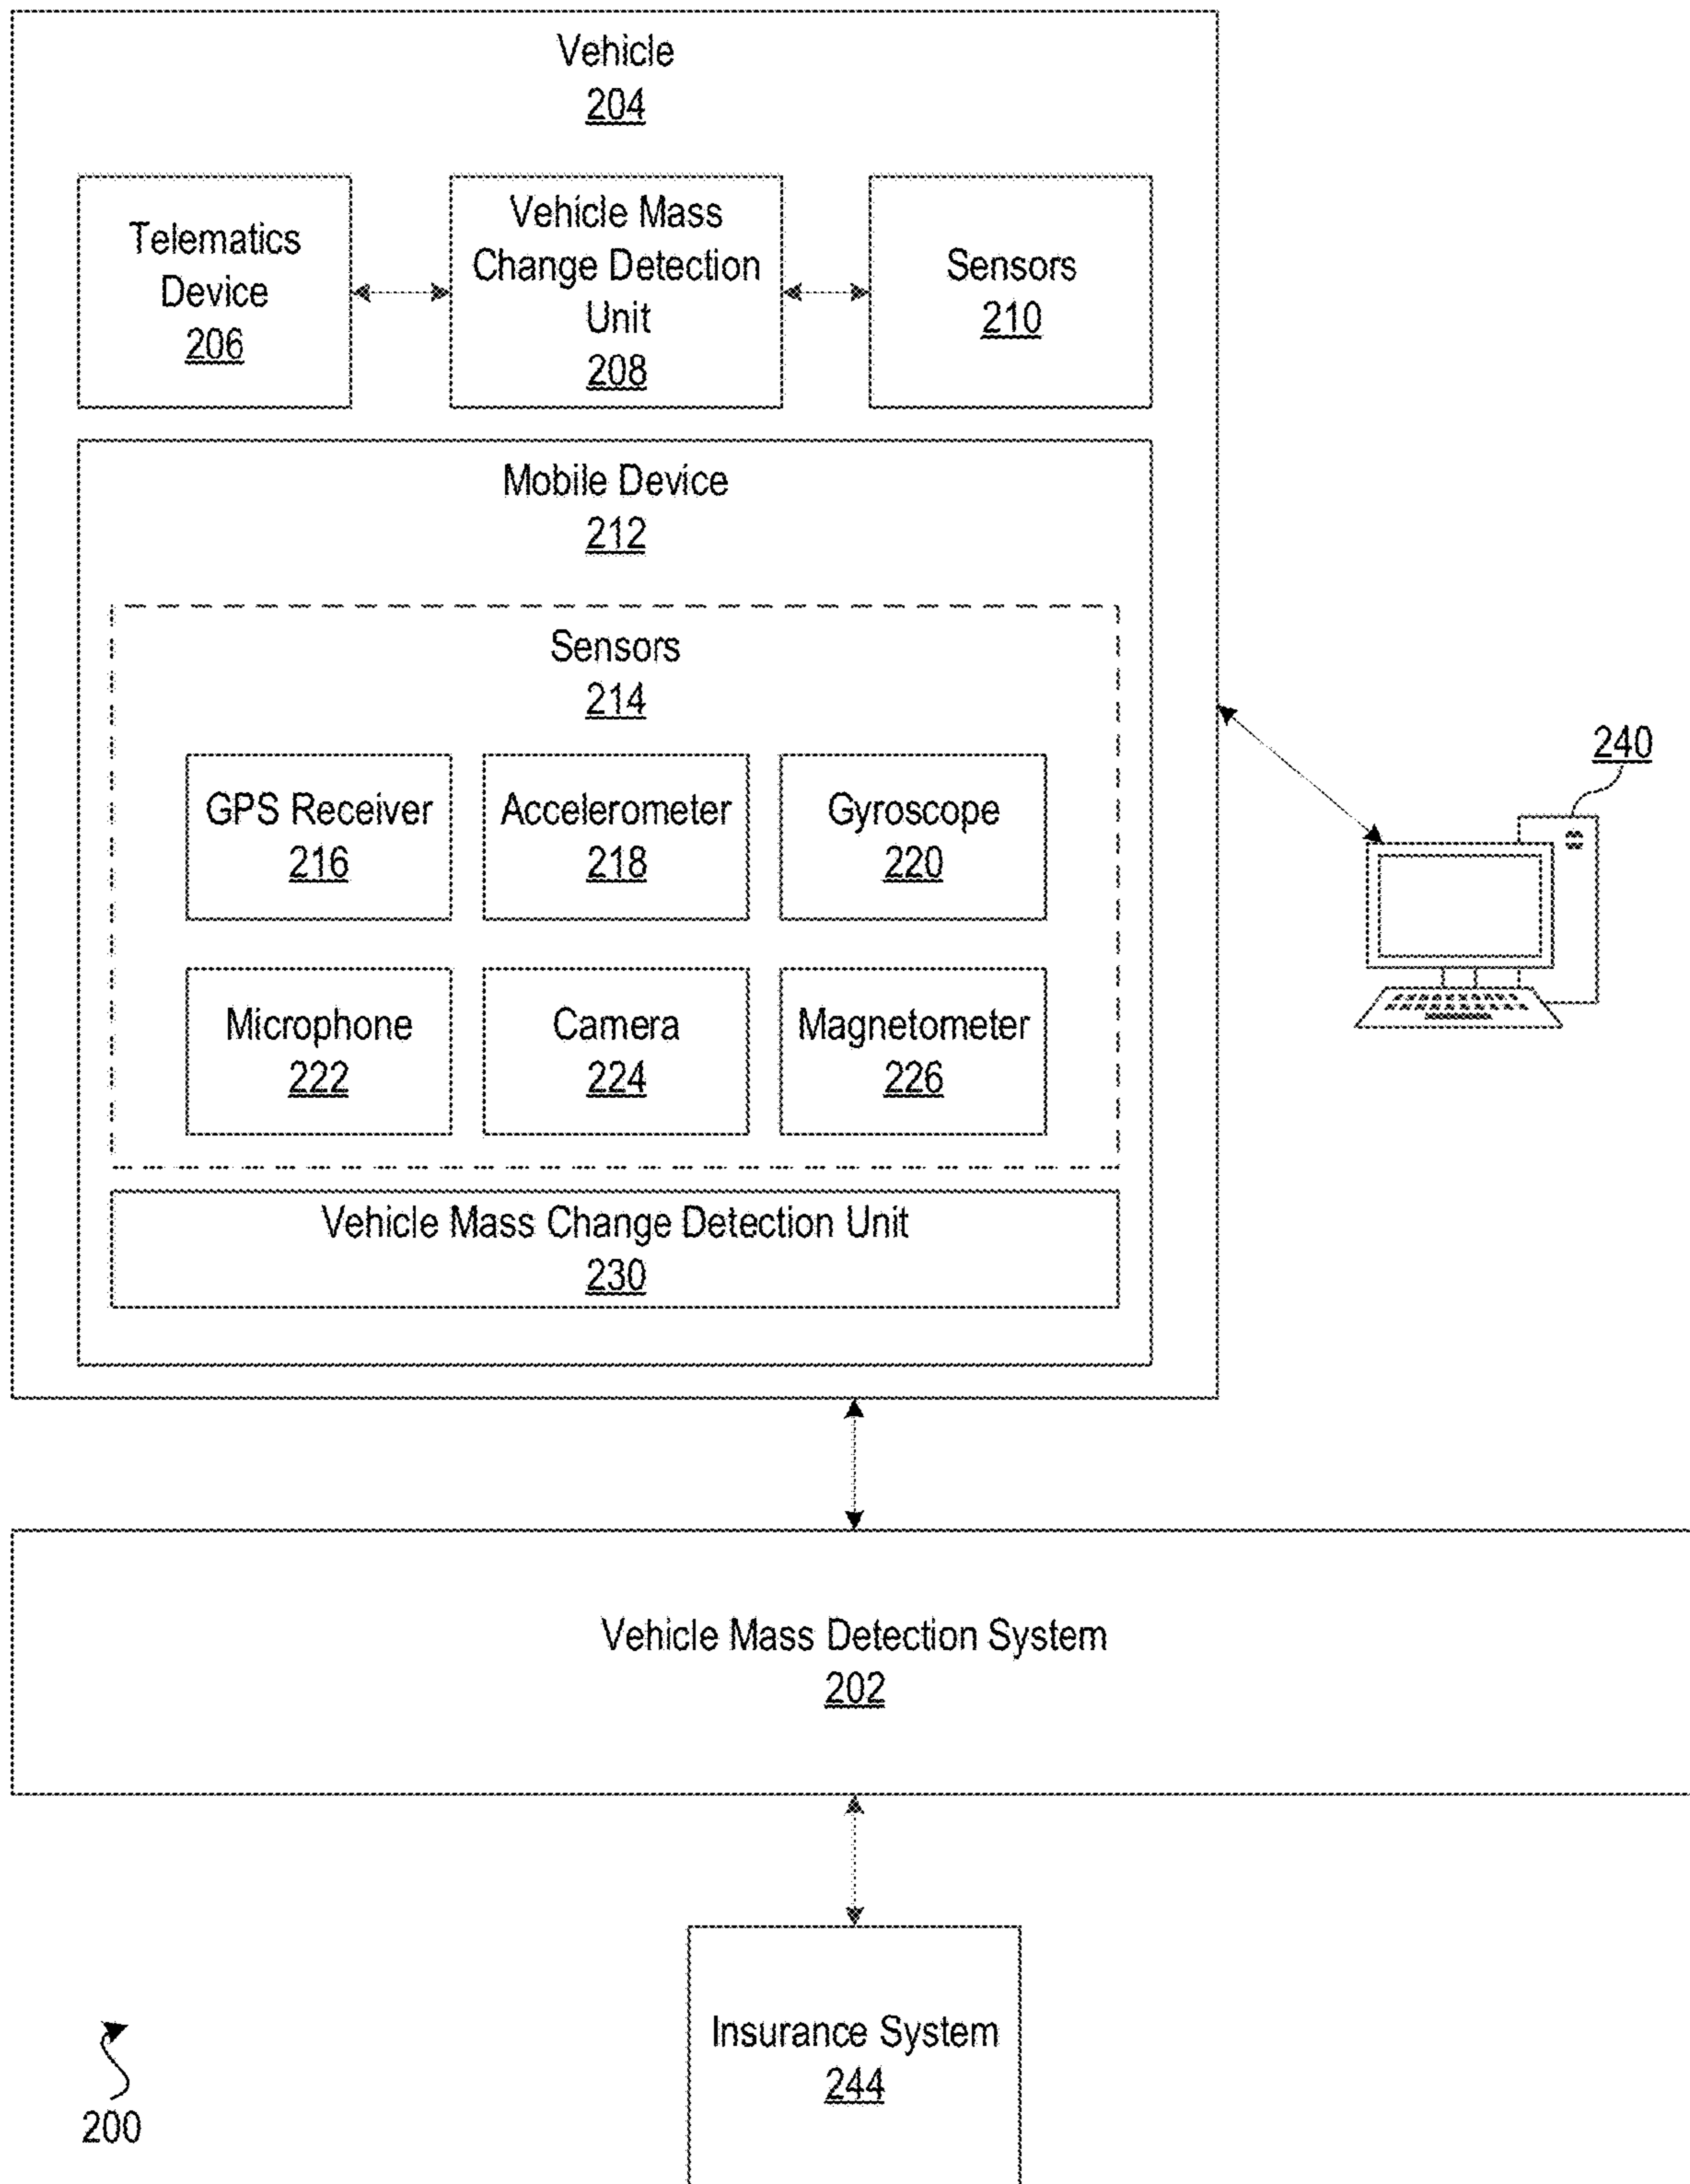 Vehicle
204
Telematics
Device
206
Vehicle Mass
Change Detection
Unit
208
Sensors
210
Mobile Device
212
Sensors
214
GPS Receiver
216
Accelerometer
218
Gyroscope
220
Microphone
222
Camera
224
Magnetometer
226
Vehicle Mass Change Detection Unit
230
240
Vehicle Mass Detection System
202
Insurance System
244
200